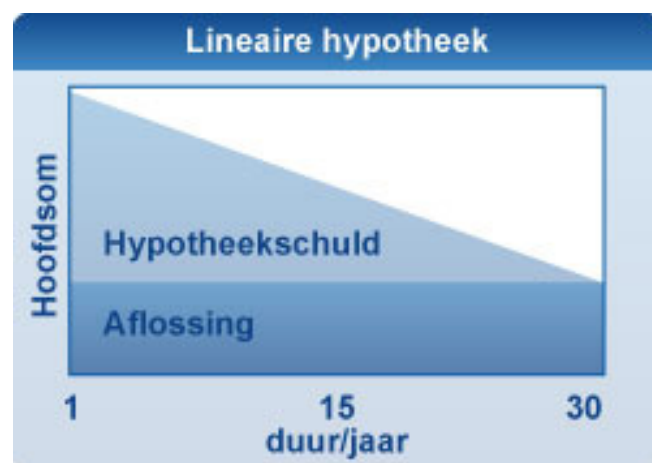 Lineaire hypotheek
Hoofdsom
Hypotheekschuld
Aflossing
1 15 30
duur/jaar